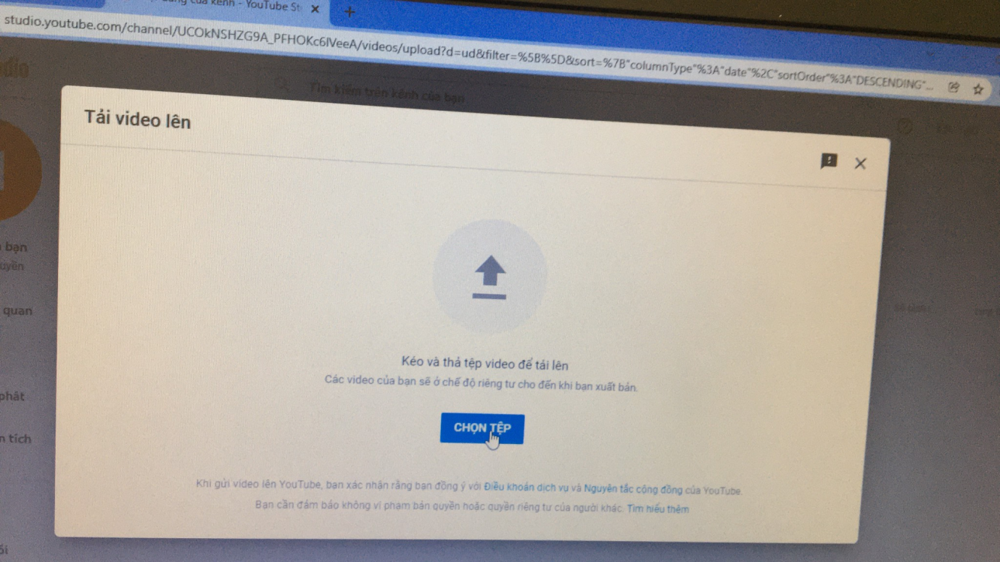 của kênh - YouTube St
studio.youtube.com/channel/UCOkNSHZG9A_PFHOKc6IVeeA/videos/upload?d=ud&filter=%5B%5D&sort=%7B"columnType"%3A"date"%2C"sortOrder"%3A"DESCENDING"...
Tìm kiếm trên kênh của bạn
Tải video lên
bạn
quan
Kéo và thả tệp video để tải lên
Các video của bạn sẽ ở chế độ riêng tư cho đến khi bạn xuất bản.
phát
CHỌN TỆP
tích
Khi gửi video lên YouTube, bạn xác nhận rằng bạn đồng ý với Điều khoản dịch vụ và Nguyên tắc cộng đồng của YouTube.
Bạn cần đảm bảo không vi phạm bản quyền hoặc quyền riêng tư của người khác. Tìm hiểu thêm